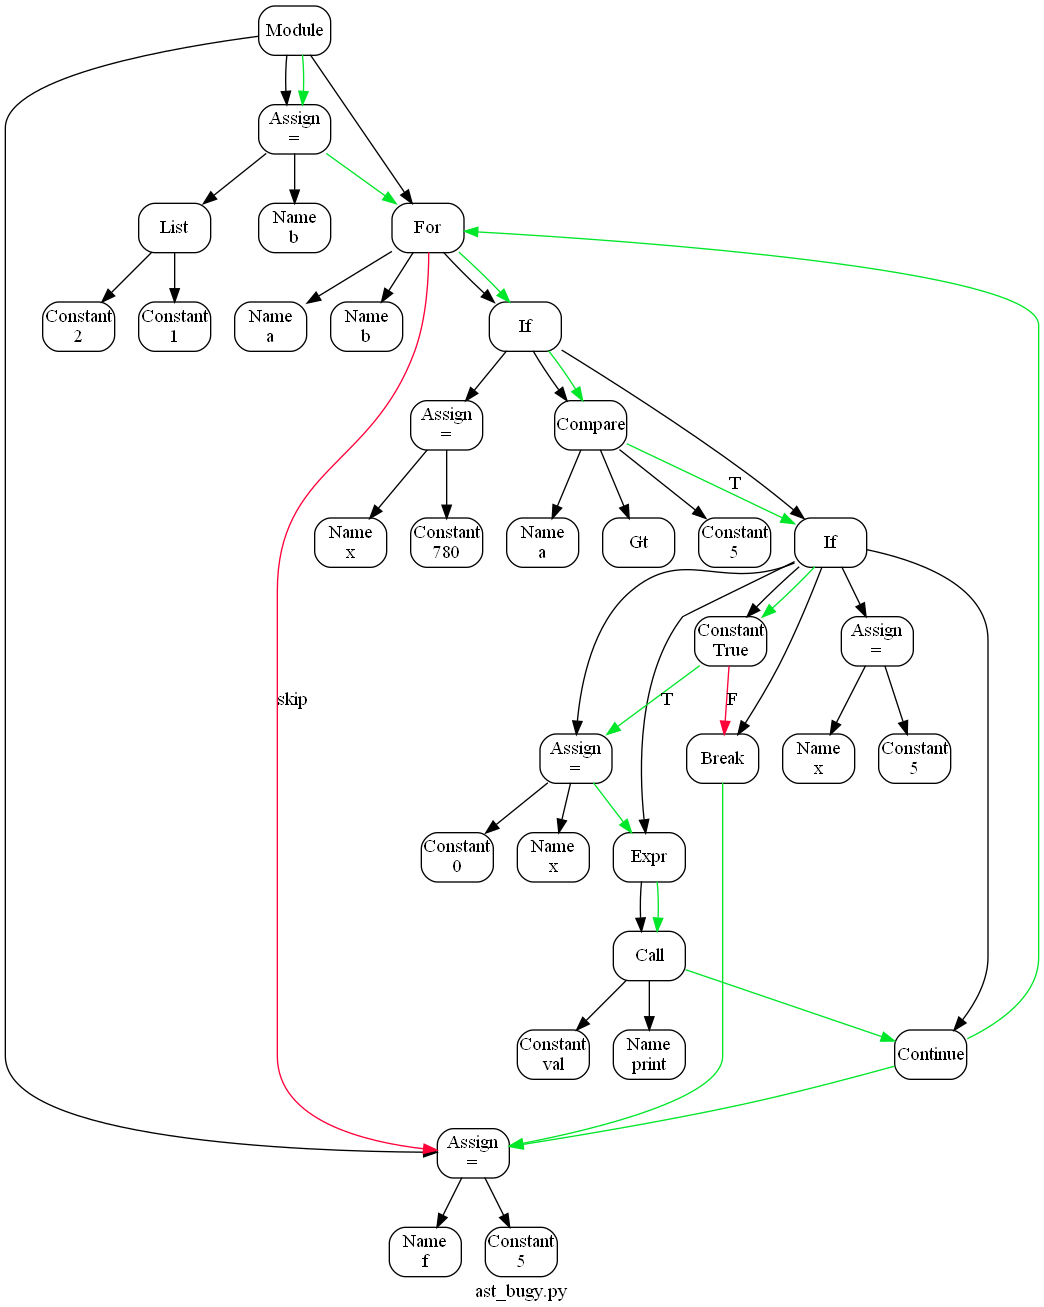 Module
Assign
=
List
Name
b
For
Constant
2
Constant
1
Name
a
Name
b
If
Assign
=
Compare
T
Name
x
Constant
780
Name
a
Gt
Constant
5
If
Constant
True
Assign
=
skip
T
F
Assign
=
Break
Name
x
Constant
5
Constant
0
Name
x
Expr
Call
Constant
val
Name
print
Continue
Assign
=
Name
f
Constant
5
ast_bugy.py